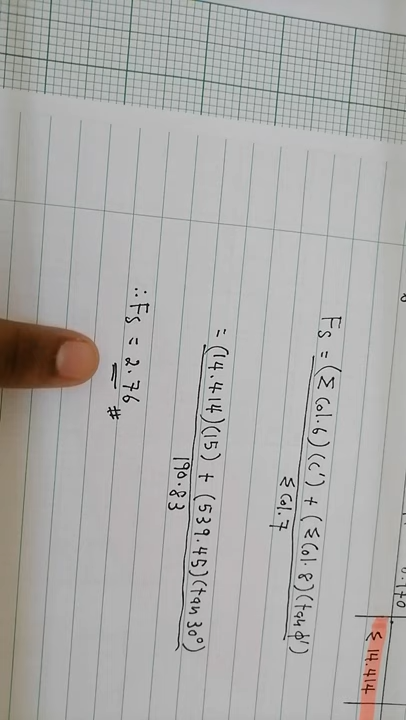 Σ 14.414
Fs = (Σ Col.6)(c') + (Σ Col.8)(tan ϕ')
Σ Col.7
= (14.414)(15) + (539.45)(tan 30°)
190.83
∴ Fs = 2.76 #